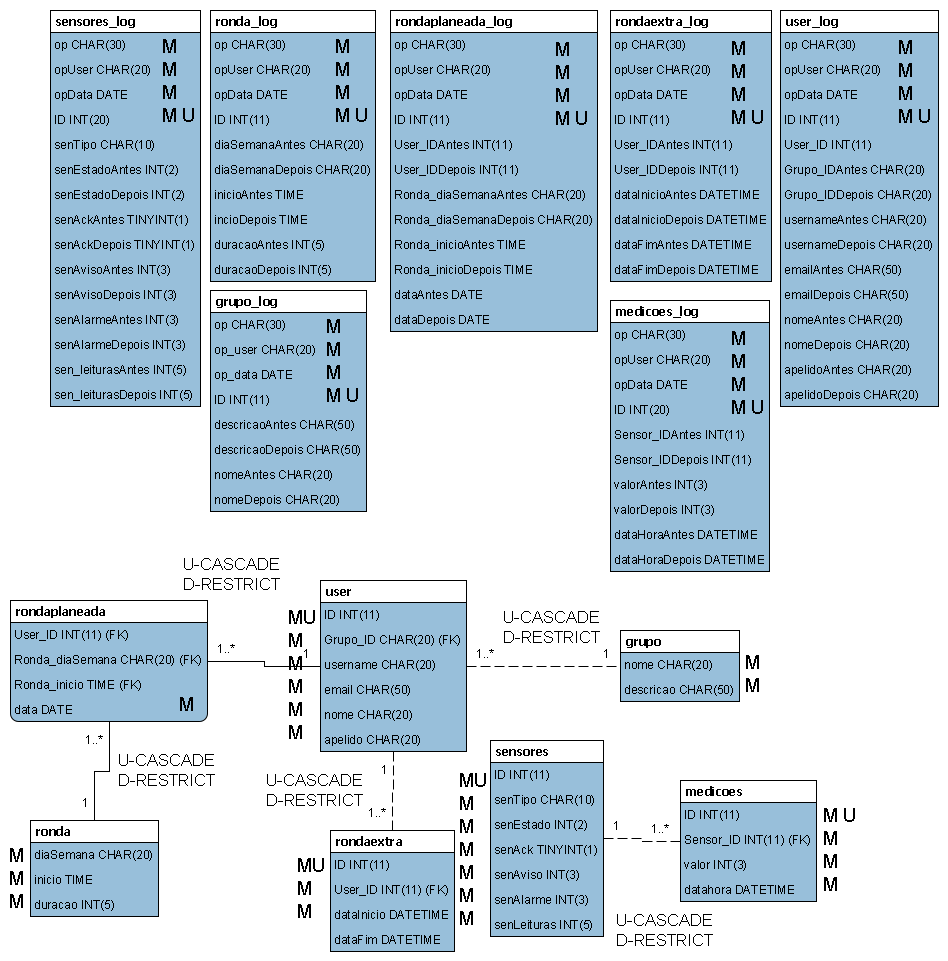 sensores_log
op CHAR(30) M
opUser CHAR(20) M
opData DATE M
ID INT(20) M U
senTipo CHAR(10)
senEstadoAntes INT(2)
senEstadoDepois INT(2)
senAckAntes TINYINT(1)
senAckDepois TINYINT(1)
senAvisoAntes INT(3)
senAvisoDepois INT(3)
senAlarmeAntes INT(3)
senAlarmeDepois INT(3)
sen_leiturasAntes INT(5)
sen_leiturasDepois INT(5)
ronda_log
op CHAR(30) M
opUser CHAR(20) M
opData DATE M
ID INT(11) M U
diaSemanaAntes CHAR(20)
diaSemanaDepois CHAR(20)
inicioAntes TIME
incioDepois TIME
duracaoAntes INT(5)
duracaoDepois INT(5)
grupo_log
op CHAR(30) M
op_user CHAR(20) M
op_data DATE M
ID INT(11) M U
descricaoAntes CHAR(50)
descricaoDepois CHAR(50)
nomeAntes CHAR(20)
nomeDepois CHAR(20)
rondaplaneada_log
op CHAR(30) M
opUser CHAR(20) M
opData DATE M
ID INT(11) M U
User_IDAntes INT(11)
User_IDDepois INT(11)
Ronda_diaSemanaAntes CHAR(20)
Ronda_diaSemanaDepois CHAR(20)
Ronda_inicioAntes TIME
Ronda_inicioDepois TIME
dataAntes DATE
dataDepois DATE
rondaextra_log
op CHAR(30) M
opUser CHAR(20) M
opData DATE M
ID INT(11) M U
User_IDAntes INT(11)
User_IDDepois INT(11)
dataInicioAntes DATETIME
dataInicioDepois DATETIME
dataFimAntes DATETIME
dataFimDepois DATETIME
medicoes_log
op CHAR(30) M
opUser CHAR(20) M
opData DATE M
ID INT(20) M U
Sensor_IDAntes INT(11)
Sensor_IDDepois INT(11)
valorAntes INT(3)
valorDepois INT(3)
dataHoraAntes DATETIME
dataHoraDepois DATETIME
user_log
op CHAR(30) M
opUser CHAR(20) M
opData DATE M
ID INT(11) M U
User_ID INT(11)
Grupo_IDAntes CHAR(20)
Grupo_IDDepois CHAR(20)
usernameAntes CHAR(20)
usernameDepois CHAR(20)
emailAntes CHAR(50)
emailDepois CHAR(50)
nomeAntes CHAR(20)
nomeDepois CHAR(20)
apelidoAntes CHAR(20)
apelidoDepois CHAR(20)
U-CASCADE
D-RESTRICT
rondaplaneada
User_ID INT(11) (FK)
Ronda_diaSemana CHAR(20) (FK)
Ronda_inicio TIME (FK)
data DATE M
1..*
1
user
MU ID INT(11)
M Grupo_ID CHAR(20) (FK)
M username CHAR(20)
M email CHAR(50)
M nome CHAR(20)
M apelido CHAR(20)
U-CASCADE
D-RESTRICT
1..*
1
grupo
nome CHAR(20) M
descricao CHAR(50) M
1..*
U-CASCADE
D-RESTRICT
1
ronda
M diaSemana CHAR(20)
M inicio TIME
M duracao INT(5)
1
U-CASCADE
D-RESTRICT
1..*
rondaextra
MU ID INT(11)
M User_ID INT(11) (FK)
M dataInicio DATETIME
dataFim DATETIME
sensores
MU ID INT(11)
M senTipo CHAR(10)
M senEstado INT(2)
M senAck TINYINT(1)
M senAviso INT(3)
M senAlarme INT(3)
M senLeituras INT(5)
1
1..*
medicoes
ID INT(11) M U
Sensor_ID INT(11) (FK) M
valor INT(3) M
datahora DATETIME M
U-CASCADE
D-RESTRICT